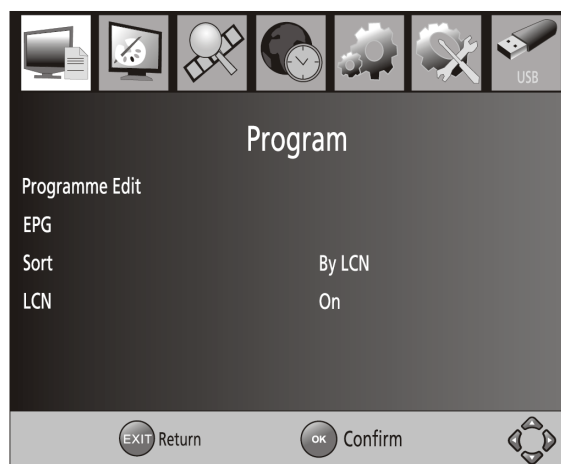 USB
Program
Programme Edit
EPG
Sort By LCN
LCN On
EXIT Return OK Confirm